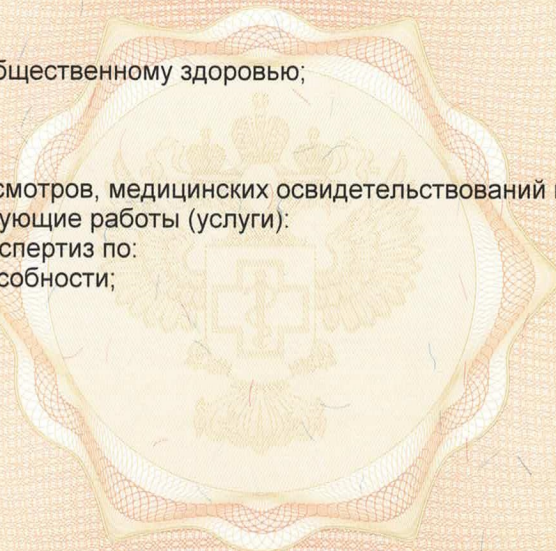 бщественному здоровью;
смотров, медицинских освидетельствований
ующие работы (услуги):
спертиз по:
собности;